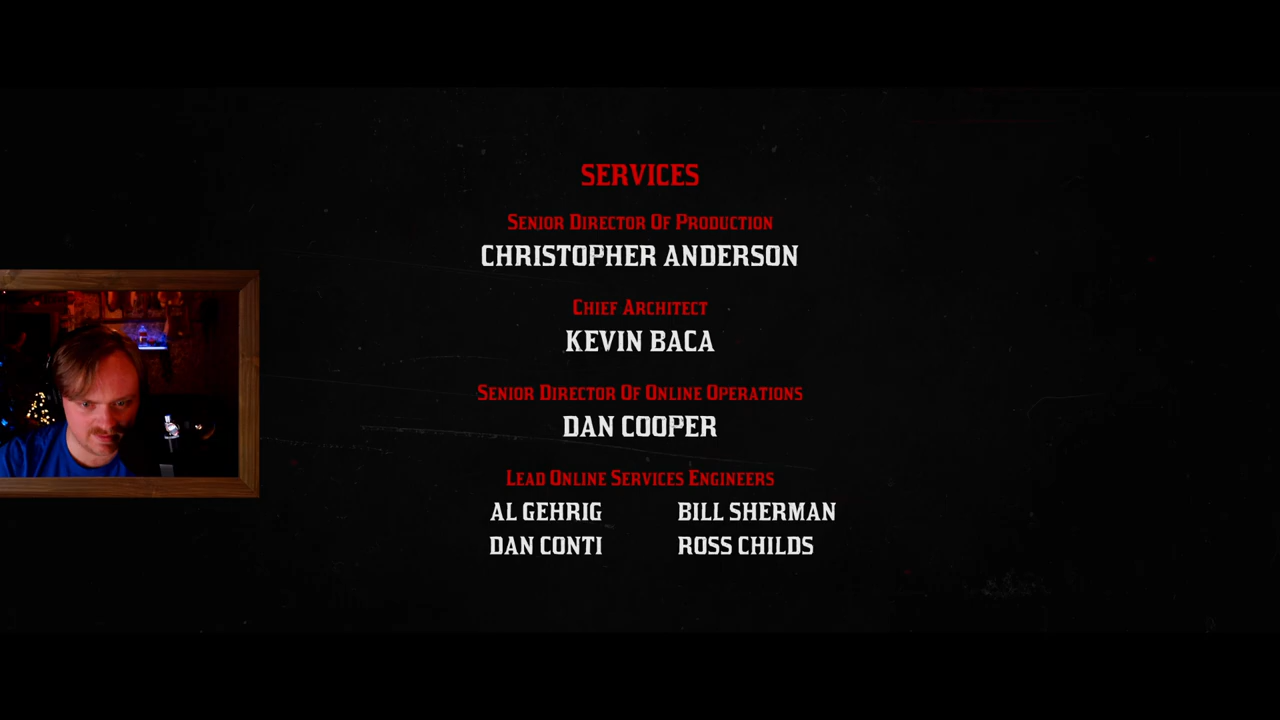 SERVICES
Senior Director Of Production
CHRISTOPHER ANDERSON
Chief Architect
KEVIN BACA
Senior Director Of Online Operations
DAN COOPER
Lead Online Services Engineers
AL GEHRIG BILL SHERMAN
DAN CONTI ROSS CHILDS